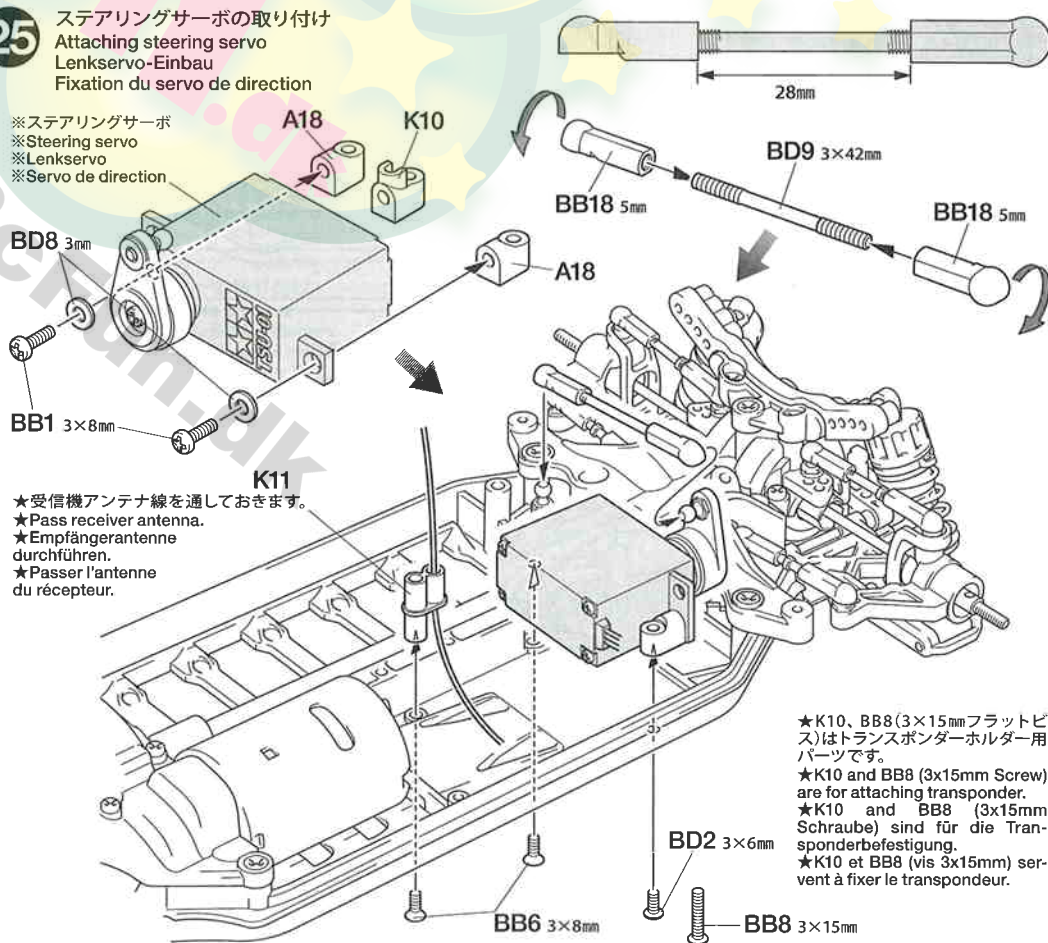 25
ステアリングサーボの取り付け
Attaching steering servo
Lenkservo-Einbau
Fixation du servo de direction
※ステアリングサーボ
※Steering servo
※Lenkservo
※Servo de direction
A18
K10
28mm
BD9 3×42mm
BB18 5mm
BB18 5mm
BD8 3mm
A18
BB1 3×8mm
K11
★受信機アンテナ線を通しておきます。
★Pass receiver antenna.
★Empfängerantenne
durchführen.
★Passer l'antenne
du récepteur.
★K10、BB8(3×15mmフラットビ
ス)はトランスポンダーホルダー用
パーツです。
★K10 and BB8 (3x15mm Screw)
are for attaching transponder.
★K10 and BB8 (3x15mm
Schraube) sind für die Tran-
sponderbefestigung.
★K10 et BB8 (vis 3x15mm) ser-
vent à fixer le transpondeur.
BD2 3×6mm
BB6 3×8mm
BB8 3×15mm